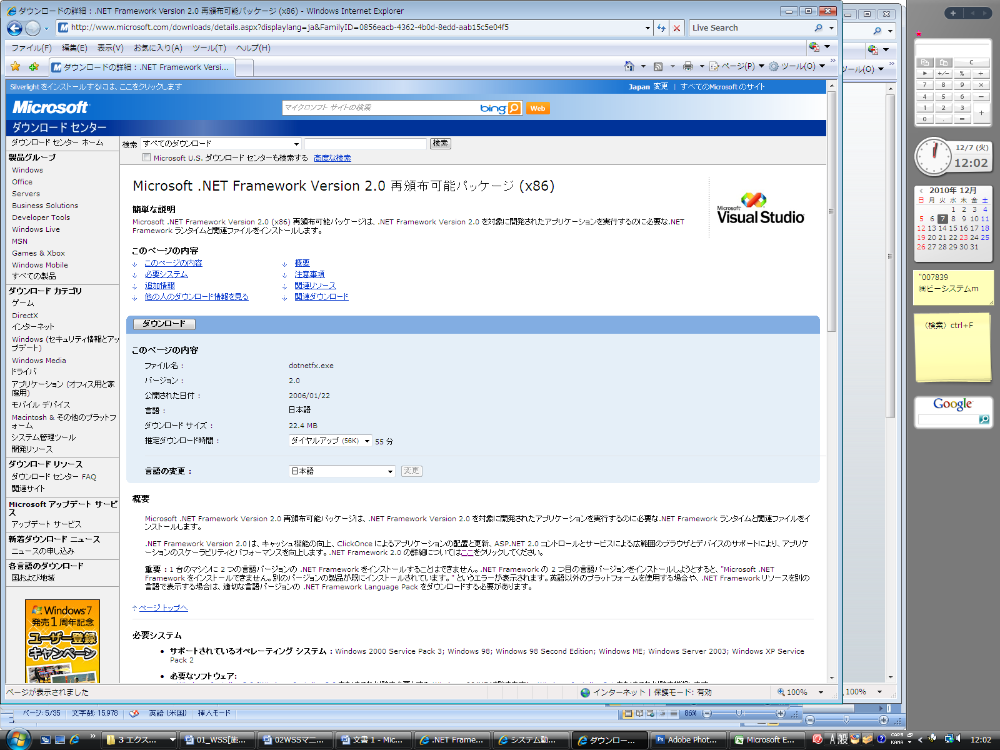 ダウンロードの詳細 : .NET Framework Version 2.0 再頒布可能パッケージ (x86) - Windows Internet Explorer
http://www.microsoft.com/downloads/details.aspx?displaylang=ja&FamilyID=0856eacb-4362-4b0d-8edd-aab15c5e04f5
Live Search
ファイル(F) 編集(E) 表示(V) お気に入り(A) ツール(T) ヘルプ(H)
ダウンロードの詳細 : .NET Framework Versi...
ページ(P) ツール(O)
ツール(O)
Silverlight をインストールするには、ここをクリックします
Japan 変更 | すべてのMicrosoft のサイト
Microsoft
マイクロソフト サイトの検索
bing
Web
ダウンロード センター
ダウンロード センター ホーム
製品グループ
Windows
Office
Servers
Business Solutions
Developer Tools
Windows Live
MSN
Games & Xbox
Windows Mobile
すべての製品
ダウンロード カテゴリ
ゲーム
DirectX
インターネット
Windows (セキュリティ情報とアッ
プデート)
Windows Media
ドライバ
アプリケーション (オフィス用と家
庭用)
モバイル デバイス
Macintosh & その他のプラットフ
ォーム
システム管理ツール
開発リソース
ダウンロード リソース
ダウンロード センター FAQ
関連サイト
Microsoft アップデート サービ
ス
アップデート サービス
新着ダウンロード ニュース
ニュースの申し込み
各言語のダウンロード
国および地域
Windows7
発売1周年記念
ユーザー登録
キャンペーン
検索 すべてのダウンロード 検索
Microsoft U.S. ダウンロード センターも検索する 高度な検索
Microsoft .NET Framework Version 2.0 再頒布可能パッケージ (x86)
Microsoft
Visual Studio
簡単な説明
Microsoft .NET Framework Version 2.0 (x86) 再頒布可能パッケージは、.NET Framework Version 2.0 を対象に開発されたアプリケーションを実行するのに必要な.NET
Framework ランタイムと関連ファイルをインストールします。
このページの内容
このページの内容
概要
必要システム
注意事項
追加情報
関連リソース
他の人のダウンロード情報を見る
関連ダウンロード
ダウンロード
このページの内容
ファイル名 : dotnetfx.exe
バージョン : 2.0
公開された日付 : 2006/01/22
言語 : 日本語
ダウンロード サイズ : 22.4 MB
推定ダウンロード時間 : ダイヤルアップ (56K) 55 分
言語の変更 : 日本語 変更
概要
Microsoft .NET Framework Version 2.0 再頒布可能パッケージは、.NET Framework Version 2.0 を対象に開発されたアプリケーションを実行するのに必要な.NET Framework ランタイムと関連ファイルをイ
ンストールします。
.NET Framework Version 2.0 は、キャッシュ機能の向上、ClickOnce によるアプリケーションの配置と更新、ASP.NET 2.0 コントロールとサービスによる広範囲のブラウザとデバイスのサポートにより、アプリケ
ーションのスケーラビリティとパフォーマンスを向上します。.NET Framework 2.0 の詳細についてはここをクリックしてください。
重要 : 1 台のマシンに 2 つの言語バージョンの .NET Framework をインストールすることはできません。.NET Framework の 2 つ目の言語バージョンをインストールしようとすると、"Microsoft .NET
Framework をインストールできません。別のバージョンの製品が既にインストールされています。" というエラーが表示されます。英語以外のプラットフォームを使用する場合や、.NET Framework リソースを別の
言語で表示する場合は、適切な言語バージョンの .NET Framework Language Pack をダウンロードする必要があります。
ページ トップへ
必要システム
サポートされているオペレーティング システム : Windows 2000 Service Pack 3; Windows 98; Windows 98 Second Edition; Windows ME; Windows Server 2003; Windows XP Service
Pack 2
必要なソフトウェア:
ページが表示されました
インターネット | 保護モード: 有効
100%
100%
ページ: 5/35 文字数: 15,978 英語 (米国) 挿入モード
86%
C
+/− % ÷
7 8 9 ×
4 5 6 −
1 2 3 +
0 . =
12/7 (火)
12:02
2010年 12月
日 月 火 水 木 金 土
1 2 3 4
5 6 7 8 9 10 11
12 13 14 15 16 17 18
19 20 21 22 23 24 25
26 27 28 29 30 31
"007839
㈱ビーシステムm
（検索）ctrl+F
Google
3 エクス...
01_WSS[施...
02WSSマニ...
文書 1 - Mic...
.NET Frame...
システム動...
ダウンロー...
Adobe Phot...
Microsoft E...
A 般
CAPS
KANA
12:02